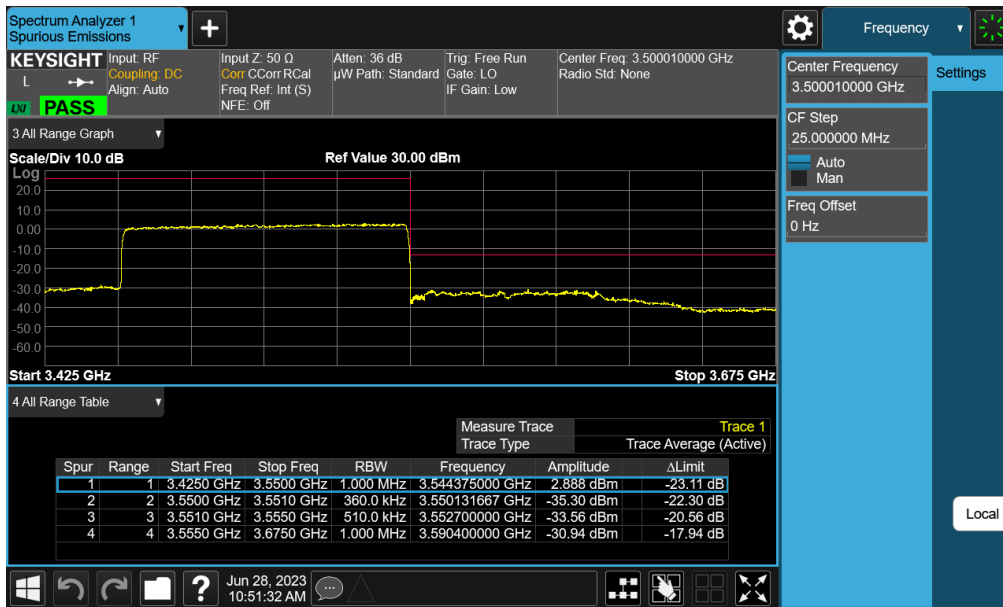 Spectrum Analyzer 1
Spurious Emissions
Frequency
KEYSIGHT
L
LXI
PASS
Input: RF
Coupling: DC
Align: Auto
Input Z: 50 Ω
Corr CCorr RCal
Freq Ref: Int (S)
NFE: Off
Atten: 36 dB
µW Path: Standard
Trig: Free Run
Gate: LO
IF Gain: Low
Center Freq: 3.500010000 GHz
Radio Std: None
Center Frequency
3.500010000 GHz
Settings
CF Step
25.000000 MHz
Auto
Man
Freq Offset
0 Hz
Local
3 All Range Graph
Scale/Div 10.0 dB
Ref Value 30.00 dBm
Log
20.0
10.0
0.00
-10.0
-20.0
-30.0
-40.0
-50.0
-60.0
Start 3.425 GHz
Stop 3.675 GHz
4 All Range Table
Measure Trace Trace 1
Trace Type Trace Average (Active)
Spur Range Start Freq Stop Freq RBW Frequency Amplitude ΔLimit
1 1 3.4250 GHz 3.5500 GHz 1.000 MHz 3.544375000 GHz 2.888 dBm -23.11 dB
2 2 3.5500 GHz 3.5510 GHz 360.0 kHz 3.550131667 GHz -35.30 dBm -22.30 dB
3 3 3.5510 GHz 3.5550 GHz 510.0 kHz 3.552700000 GHz -33.56 dBm -20.56 dB
4 4 3.5550 GHz 3.6750 GHz 1.000 MHz 3.590400000 GHz -30.94 dBm -17.94 dB
Jun 28, 2023
10:51:32 AM